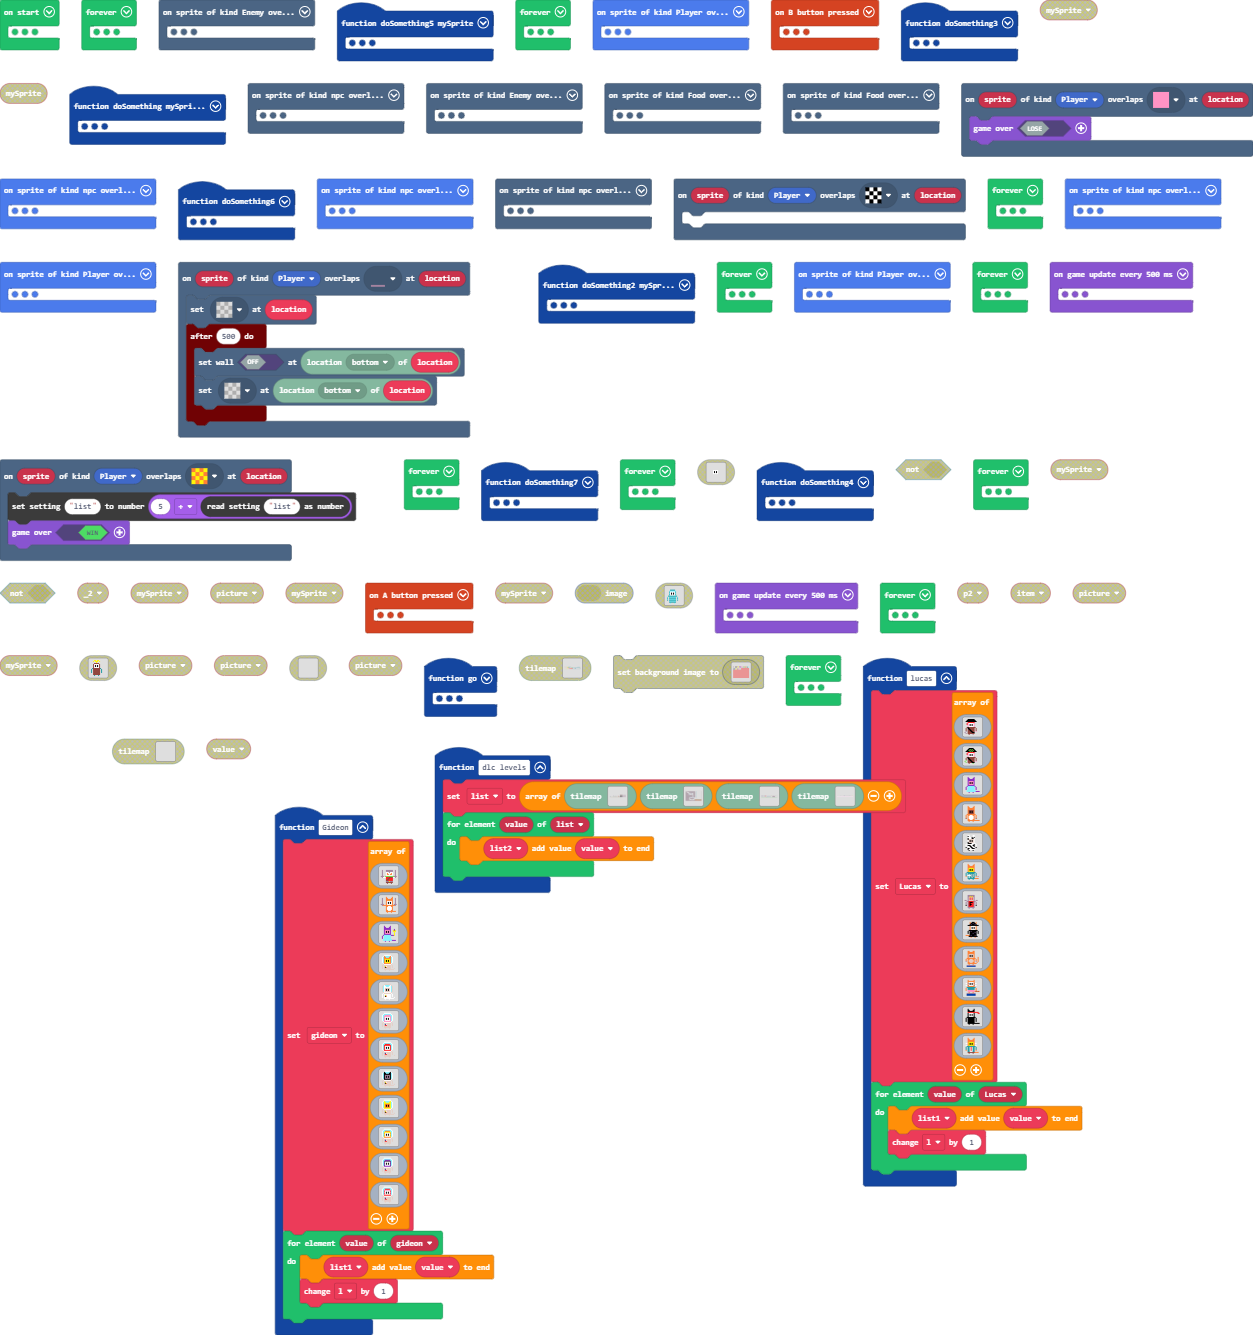 on start
forever
on sprite of kind Enemy ove...
function doSomething5 mySprite
forever
on sprite of kind Player ov...
on B button pressed
function doSomething3
mySprite
mySprite
function doSomething mySpri...
on sprite of kind npc overl...
on sprite of kind Enemy ove...
on sprite of kind Food over...
on sprite of kind Food over...
on sprite of kind Player overlaps at location
game over LOSE
on sprite of kind npc overl...
function doSomething6
on sprite of kind npc overl...
on sprite of kind npc overl...
on sprite of kind Player overlaps at location
forever
on sprite of kind npc overl...
on sprite of kind Player ov...
on sprite of kind Player overlaps at location
set at location
after 500 do
set wall OFF at location bottom of location
set at location bottom of location
function doSomething2 mySpr...
forever
on sprite of kind Player ov...
forever
on game update every 500 ms
on sprite of kind Player overlaps at location
set setting "list" to number 5 + read setting "list" as number
game over WIN
forever
function doSomething7
forever
function doSomething4
not
forever
mySprite
not
_2
mySprite
picture
mySprite
on A button pressed
mySprite
image
on game update every 500 ms
forever
p2
item
picture
mySprite
picture
picture
picture
function go
tilemap
set background image to
forever
function lucas
array of
set Lucas to
for element value of Lucas
do list1 add value value to end
change l by 1
tilemap
value
function dlc levels
set list to array of tilemap tilemap tilemap tilemap
for element value of list
do list2 add value value to end
function Gideon
array of
set gideon to
for element value of gideon
do list1 add value value to end
change l by 1